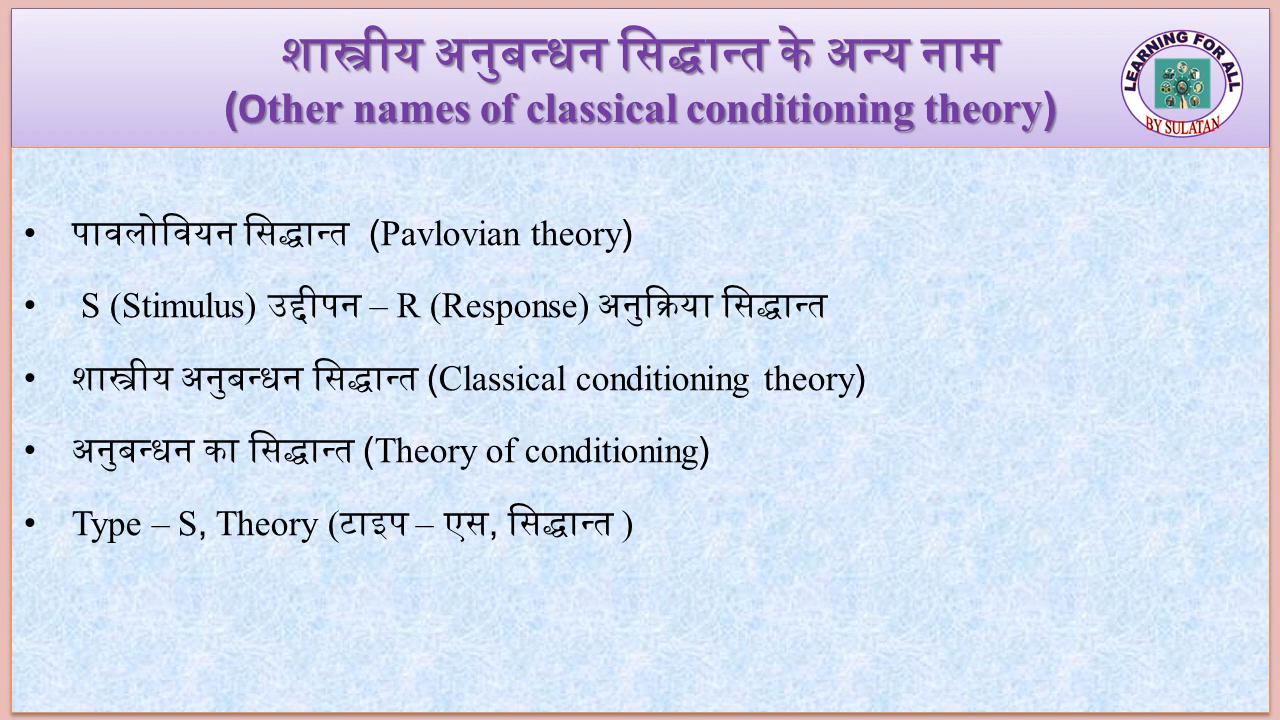 शास्त्रीय अनुबन्धन सिद्धान्त के अन्य नाम
(Other names of classical conditioning theory)
LEARNING FOR ALL
BY SULATAN
• पावलोवियन सिद्धान्त (Pavlovian theory)
• S (Stimulus) उद्दीपन – R (Response) अनुक्रिया सिद्धान्त
• शास्त्रीय अनुबन्धन सिद्धान्त (Classical conditioning theory)
• अनुबन्धन का सिद्धान्त (Theory of conditioning)
• Type – S, Theory (टाइप – एस, सिद्धान्त )